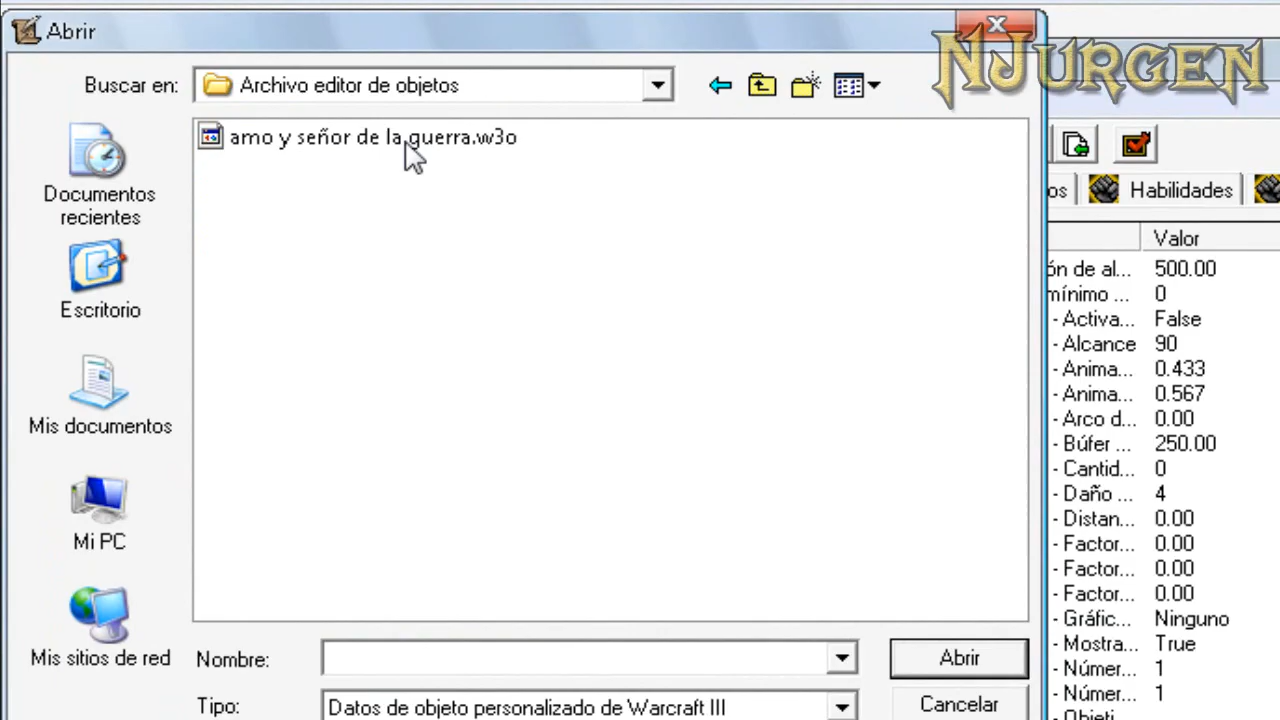 Abrir
NJURGEN
Buscar en:
Archivo editor de objetos
amo y señor de la guerra.w3o
Documentos
recientes
Escritorio
Mis documentos
Mi PC
Mis sitios de red
Nombre:
Abrir
Tipo:
Datos de objeto personalizado de Warcraft III
Cancelar
os
Habilidades
Valor
ón de al... 500.00
mínimo ... 0
- Activa... False
- Alcance 90
- Anima... 0.433
- Anima... 0.567
- Arco d... 0.00
- Búfer ... 250.00
- Cantid... 0
- Daño ... 4
- Distan... 0.00
- Factor... 0.00
- Factor... 0.00
- Factor... 0.00
- Gráfic... Ninguno
- Mostra... True
- Númer... 1
- Númer... 1